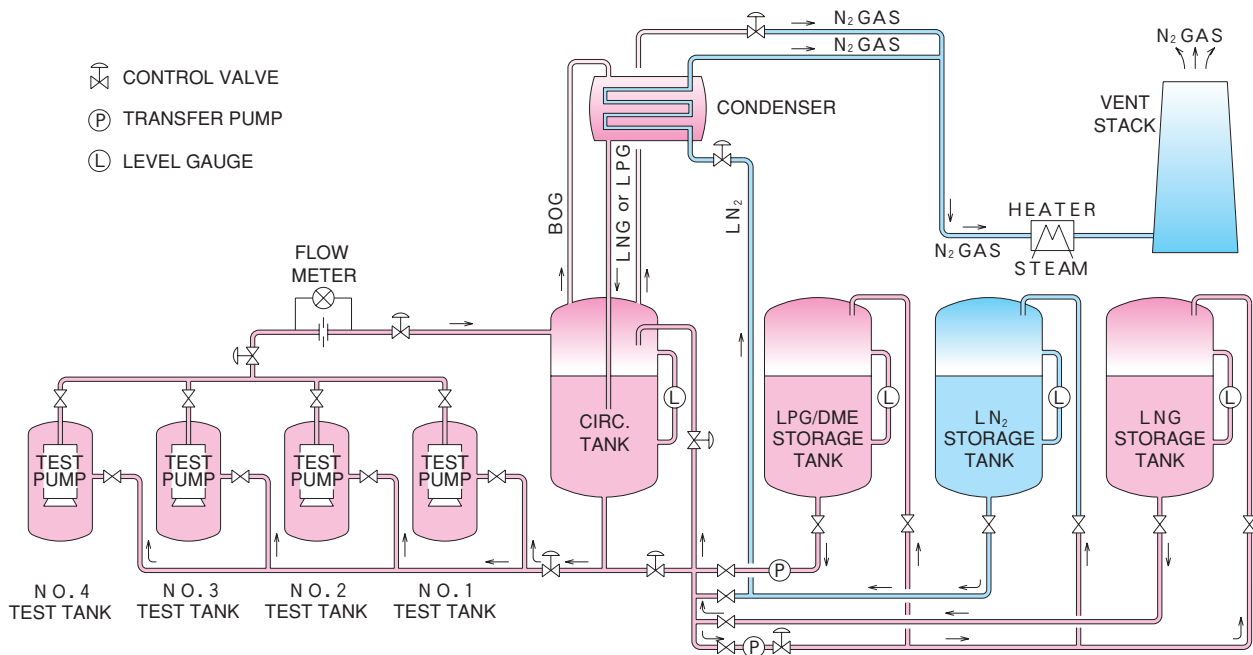 CONTROL VALVE
P TRANSFER PUMP
L LEVEL GAUGE
N₂ GAS
N₂ GAS
CONDENSER
N₂ GAS
VENT
STACK
BOG
LNG or LPG
LN₂
HEATER
N₂ GAS
STEAM
FLOW
METER
CIRC.
TANK
L
LPG/DME
STORAGE
TANK
L
LN₂
STORAGE
TANK
L
LNG
STORAGE
TANK
L
TEST
PUMP
TEST
PUMP
TEST
PUMP
TEST
PUMP
P
P
NO.4
TEST TANK
NO.3
TEST TANK
NO.2
TEST TANK
NO.1
TEST TANK